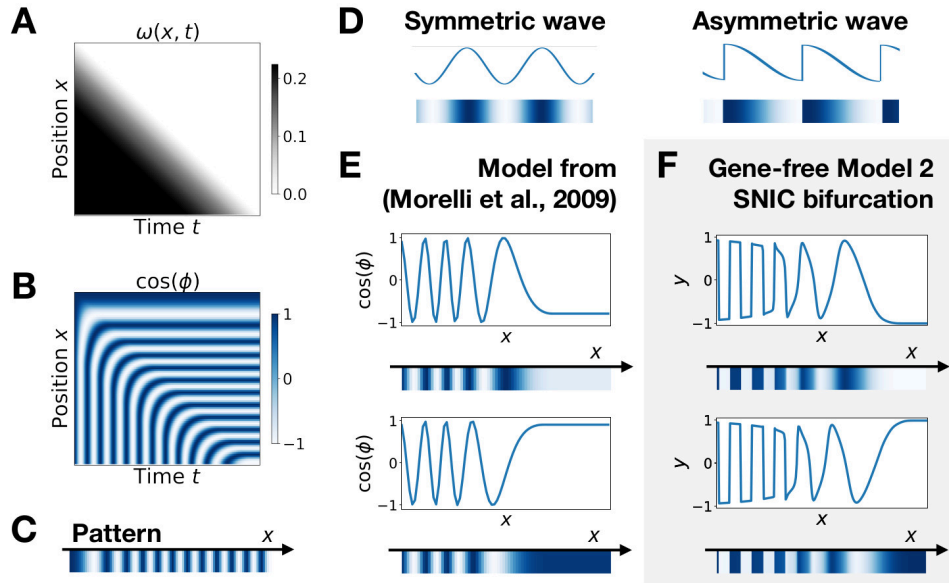 A
ω(x, t)
Position x
0.2
0.1
0.0
Time t
B
cos(ϕ)
Position x
1
0
−1
Time t
C
Pattern
x
D
Symmetric wave
Asymmetric wave
E
Model from
(Morelli et al., 2009)
cos(ϕ)
1
0
−1
x
x
cos(ϕ)
1
0
−1
x
x
F
Gene-free Model 2
SNIC bifurcation
y
1
0
−1
x
x
y
1
0
−1
x
x